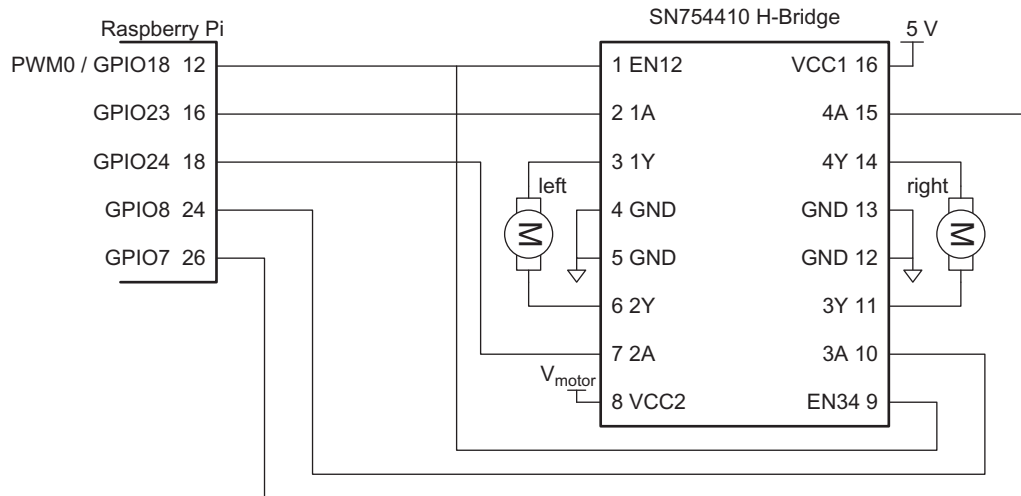 SN754410 H-Bridge
Raspberry Pi
5 V
PWM0 / GPIO18 12
GPIO23 16
GPIO24 18
GPIO8 24
GPIO7 26
1 EN12
2 1A
3 1Y
left
4 GND
M
5 GND
6 2Y
7 2A
Vmotor
8 VCC2
VCC1 16
4A 15
4Y 14
right
GND 13
M
GND 12
3Y 11
3A 10
EN34 9